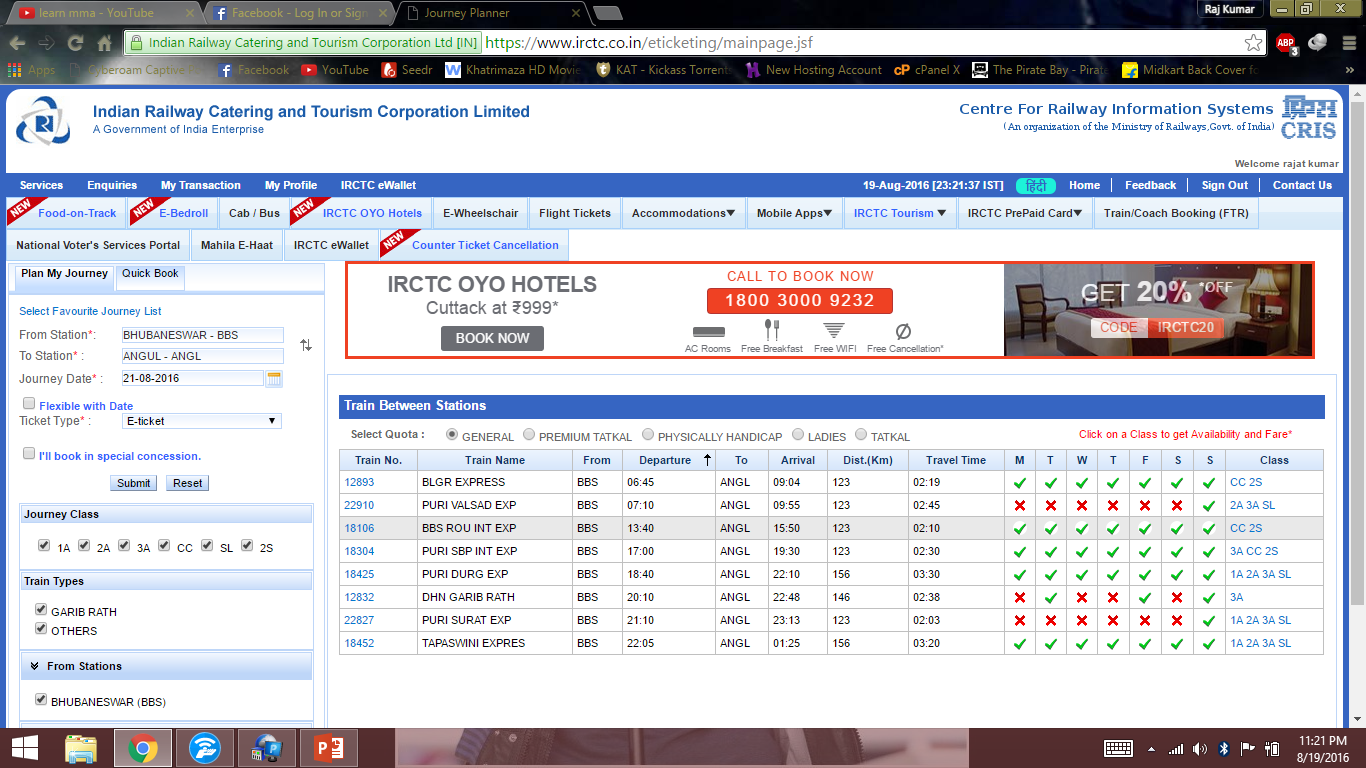 learn mma - YouTube
Facebook - Log In or Sign
Journey Planner
Raj Kumar
Indian Railway Catering and Tourism Corporation Ltd [IN] https://www.irctc.co.in/eticketing/mainpage.jsf
ABP 3
Apps Cyberoam Captive Facebook YouTube Seedr Khatrimaza HD Movie KAT - Kickass Torrent New Hosting Account cP cPanel X The Pirate Bay - Pirate Midkart Back Cover fo »
Indian Railway Catering and Tourism Corporation Limited
A Government of India Enterprise
Centre For Railway Information Systems
(An organization of the Ministry of Railways,Govt. of India)
CRIS
Welcome rajat kumar
Services Enquiries My Transaction My Profile IRCTC eWallet 19-Aug-2016 [23:21:37 IST] हिंदी Home Feedback Sign Out Contact Us
NEW Food-on-Track NEW E-Bedroll Cab / Bus NEW IRCTC OYO Hotels E-Wheelschair Flight Tickets Accommodations▼ Mobile Apps▼ IRCTC Tourism ▼ IRCTC PrePaid Card▼ Train/Coach Booking (FTR)
National Voter's Services Portal Mahila E-Haat IRCTC eWallet NEW Counter Ticket Cancellation
Plan My Journey Quick Book
Select Favourite Journey List
From Station*: BHUBANESWAR - BBS
To Station* : ANGUL - ANGL
Journey Date* : 21-08-2016
Flexible with Date
Ticket Type* : E-ticket
I'll book in special concession.
Submit Reset
Journey Class
1A 2A 3A CC SL 2S
Train Types
GARIB RATH
OTHERS
From Stations
BHUBANESWAR (BBS)
IRCTC OYO HOTELS
Cuttack at ₹999*
BOOK NOW
CALL TO BOOK NOW
1800 3000 9232
AC Rooms Free Breakfast Free WIFI Free Cancellation*
GET 20% *OFF
CODE IRCTC20
Train Between Stations
Select Quota : GENERAL PREMIUM TATKAL PHYSICALLY HANDICAP LADIES TATKAL Click on a Class to get Availability and Fare*
Train No. Train Name From Departure To Arrival Dist.(Km) Travel Time M T W T F S S Class
12893 BLGR EXPRESS BBS 06:45 ANGL 09:04 123 02:19 CC 2S
22910 PURI VALSAD EXP BBS 07:10 ANGL 09:55 123 02:45 2A 3A SL
18106 BBS ROU INT EXP BBS 13:40 ANGL 15:50 123 02:10 CC 2S
18304 PURI SBP INT EXP BBS 17:00 ANGL 19:30 123 02:30 3A CC 2S
18425 PURI DURG EXP BBS 18:40 ANGL 22:10 156 03:30 1A 2A 3A SL
12832 DHN GARIB RATH BBS 20:10 ANGL 22:48 146 02:38 3A
22827 PURI SURAT EXP BBS 21:10 ANGL 23:13 123 02:03 1A 2A 3A SL
18452 TAPASWINI EXPRES BBS 22:05 ANGL 01:25 156 03:20 1A 2A 3A SL
11:21 PM
8/19/2016